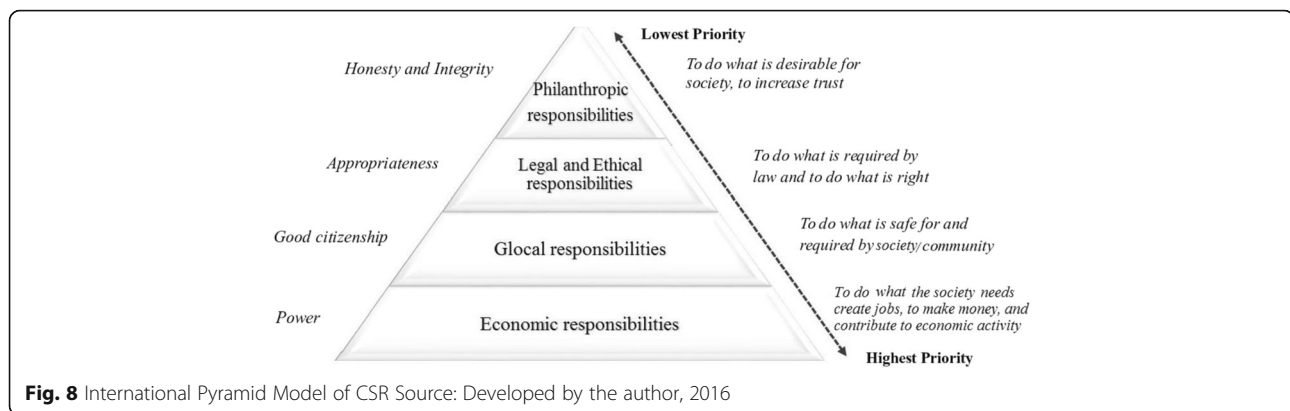 Lowest Priority
Honesty and Integrity
To do what is desirable for
society, to increase trust
Philanthropic
responsibilities
Appropriateness
Legal and Ethical
responsibilities
To do what is required by
law and to do what is right
Good citizenship
Glocal responsibilities
To do what is safe for and
required by society/community
Power
Economic responsibilities
To do what the society needs
create jobs, to make money, and
contribute to economic activity
Highest Priority
Fig. 8 International Pyramid Model of CSR Source: Developed by the author, 2016